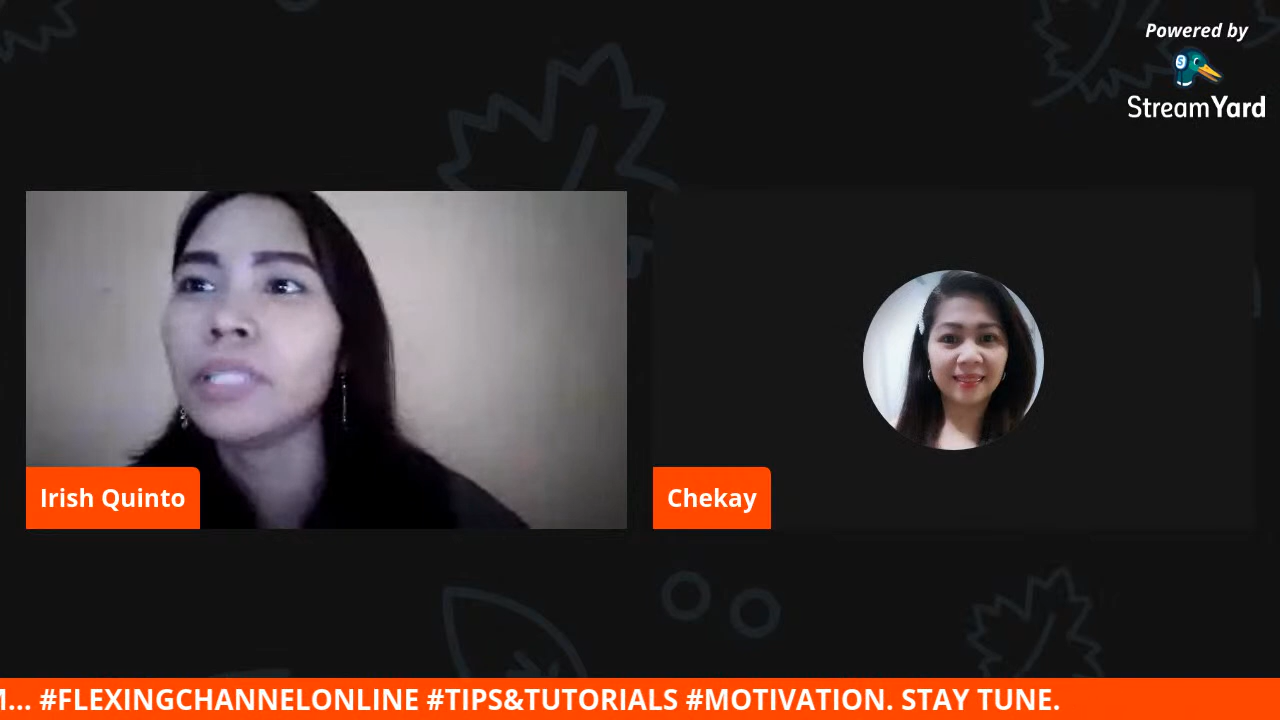 Powered by
StreamYard
Irish Quinto
Chekay
... #FLEXINGCHANNELONLINE #TIPS&TUTORIALS #MOTIVATION. STAY TUNE.